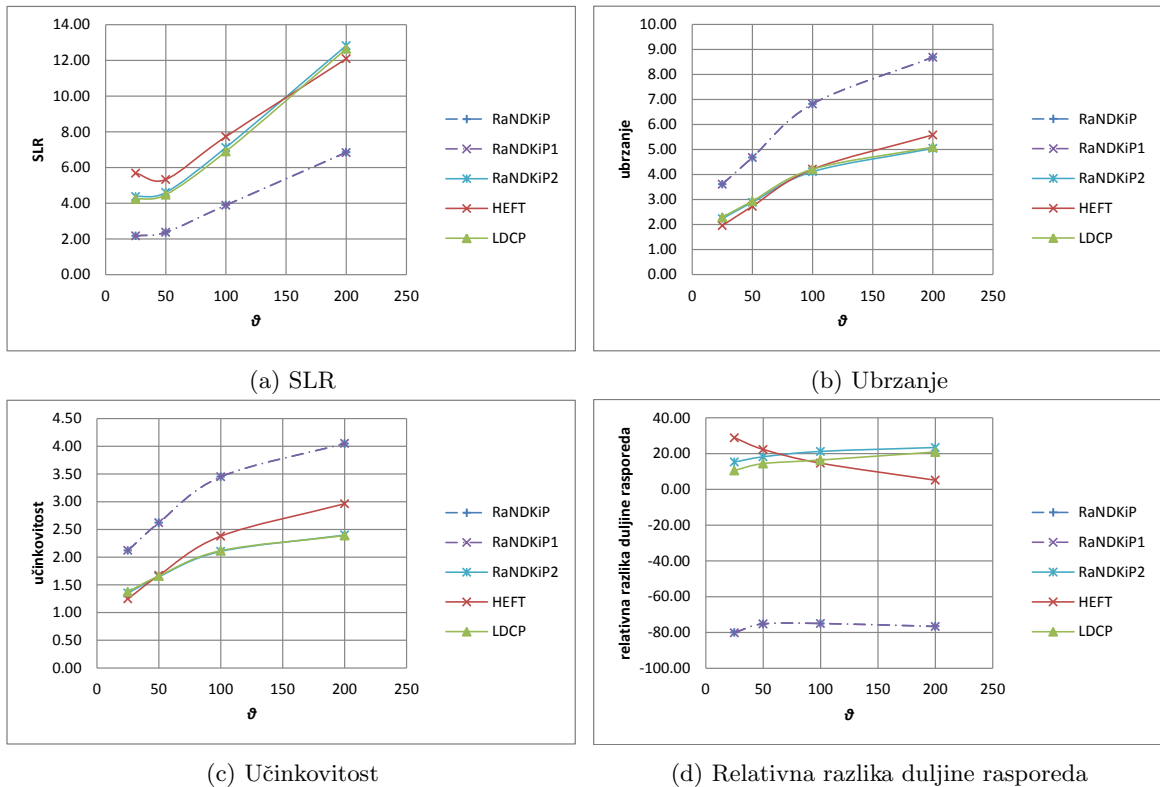 14.00
12.00
10.00
8.00
6.00
4.00
2.00
0.00
0 50 100 150 200 250
SLR
ϑ
RaNDKiP
RaNDKiP1
RaNDKiP2
HEFT
LDCP
(a) SLR
10.00
9.00
8.00
7.00
6.00
5.00
4.00
3.00
2.00
1.00
0.00
0 50 100 150 200 250
ubrzanje
ϑ
RaNDKiP
RaNDKiP1
RaNDKiP2
HEFT
LDCP
(b) Ubrzanje
4.50
4.00
3.50
3.00
2.50
2.00
1.50
1.00
0.50
0.00
0 50 100 150 200 250
učinkovitost
ϑ
RaNDKiP
RaNDKiP1
RaNDKiP2
HEFT
LDCP
(c) Učinkovitost
40.00
20.00
0.00
-20.00
-40.00
-60.00
-80.00
-100.00
0 50 100 150 200 250
relativna razlika duljine rasporeda
ϑ
RaNDKiP
RaNDKiP1
RaNDKiP2
HEFT
LDCP
(d) Relativna razlika duljine rasporeda